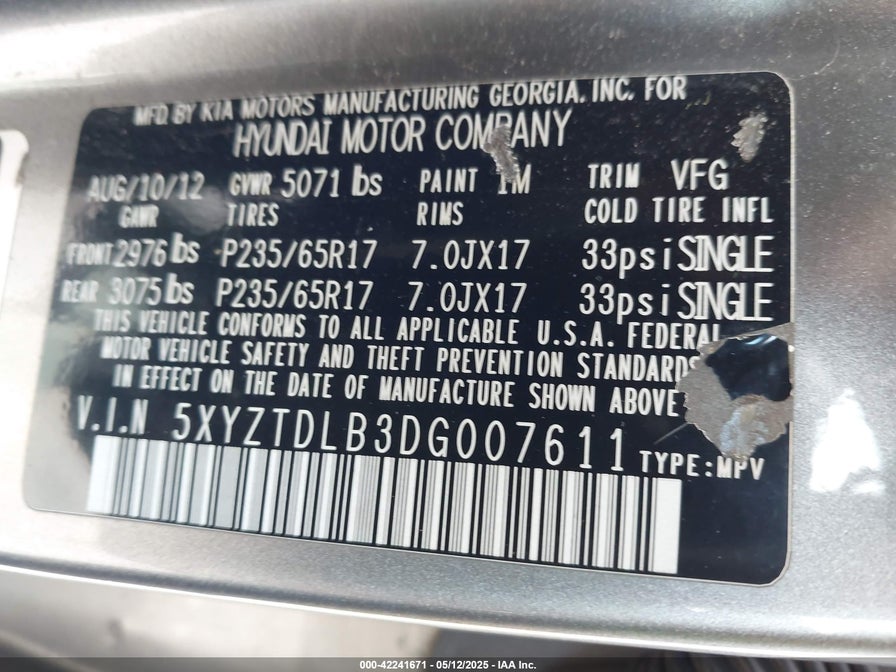 MFD BY KIA MOTORS MANUFACTURING GEORGIA. INC. FOR
HYUNDAI MOTOR COMPANY
AUG/10/12 GVWR 5071 lbs PAINT 1M TRIM VFG
GAWR TIRES RIMS COLD TIRE INFL
FRONT 2976 lbs P235/65R17 7.0JX17 33psi SINGLE
REAR 3075 lbs P235/65R17 7.0JX17 33psi SINGLE
THIS VEHICLE CONFORMS TO ALL APPLICABLE U.S.A. FEDERAL
MOTOR VEHICLE SAFETY AND THEFT PREVENTION STANDARDS
IN EFFECT ON THE DATE OF MANUFACTURE SHOWN ABOVE
V.I.N 5XYZTDLB3DG007611 TYPE:MPV
000-42241671 - 05/12/2025 - IAA Inc.